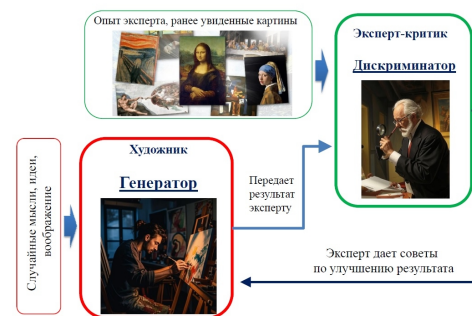 Опыт эксперта, ранее увиденные картины
Эксперт-критик
Дискриминатор
Случайные мысли, идеи,
воображение
Художник
Генератор
Передает
результат
эксперту
Эксперт дает советы
по улучшению результата